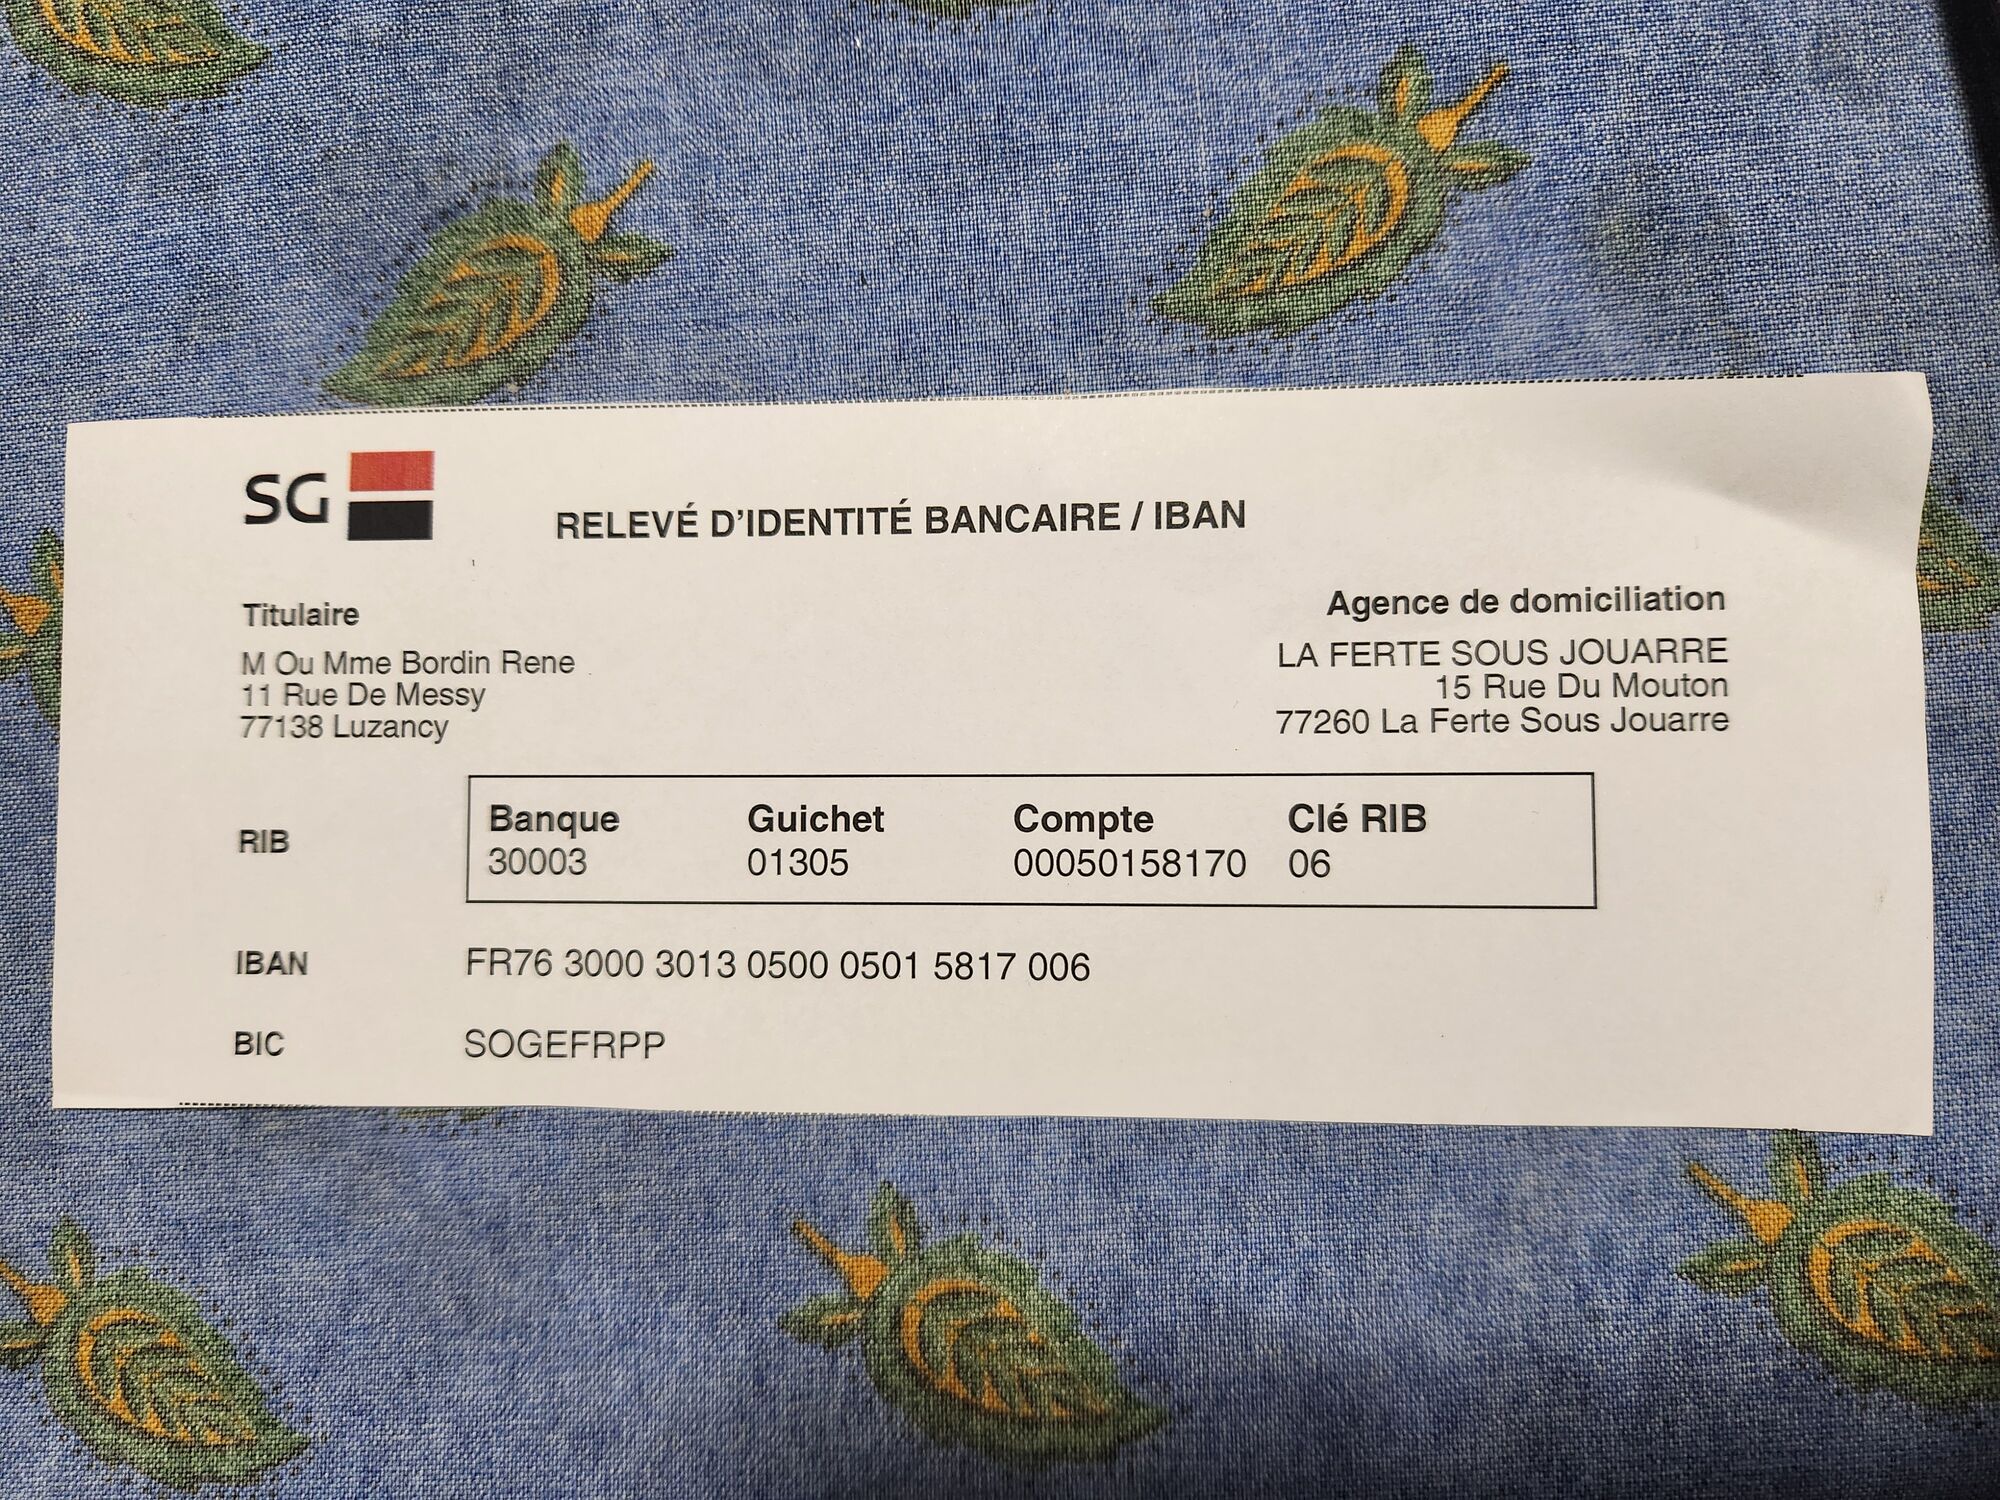 SG
RELEVÉ D'IDENTITÉ BANCAIRE / IBAN
Titulaire
M Ou Mme Bordin Rene
11 Rue De Messy
77138 Luzancy
Agence de domiciliation
LA FERTE SOUS JOUARRE
15 Rue Du Mouton
77260 La Ferte Sous Jouarre
RIB
Banque Guichet Compte Clé RIB
30003 01305 00050158170 06
IBAN FR76 3000 3013 0500 0501 5817 006
BIC SOGEFRPP